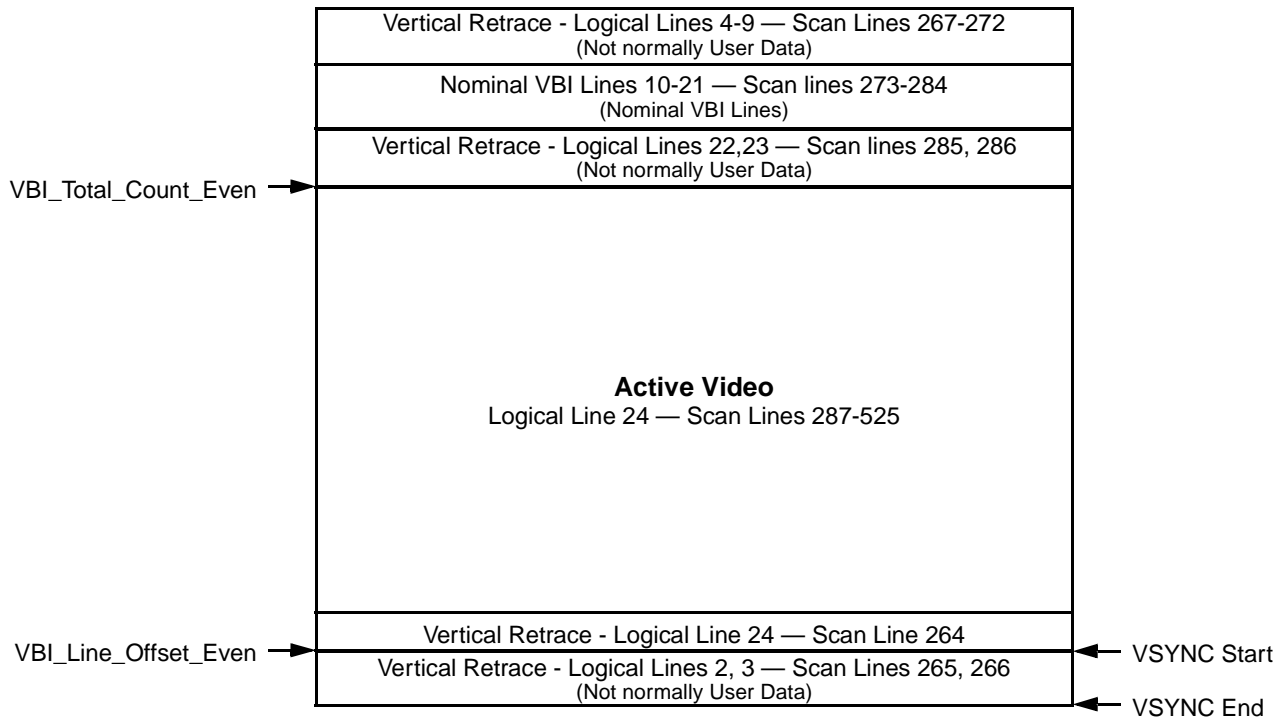 Vertical Retrace - Logical Lines 4-9 — Scan Lines 267-272
(Not normally User Data)
Nominal VBI Lines 10-21 — Scan lines 273-284
(Nominal VBI Lines)
Vertical Retrace - Logical Lines 22,23 — Scan lines 285, 286
(Not normally User Data)
VBI_Total_Count_Even
Active Video
Logical Line 24 — Scan Lines 287-525
Vertical Retrace - Logical Line 24 — Scan Line 264
VBI_Line_Offset_Even
VSYNC Start
Vertical Retrace - Logical Lines 2, 3 — Scan Lines 265, 266
(Not normally User Data)
VSYNC End